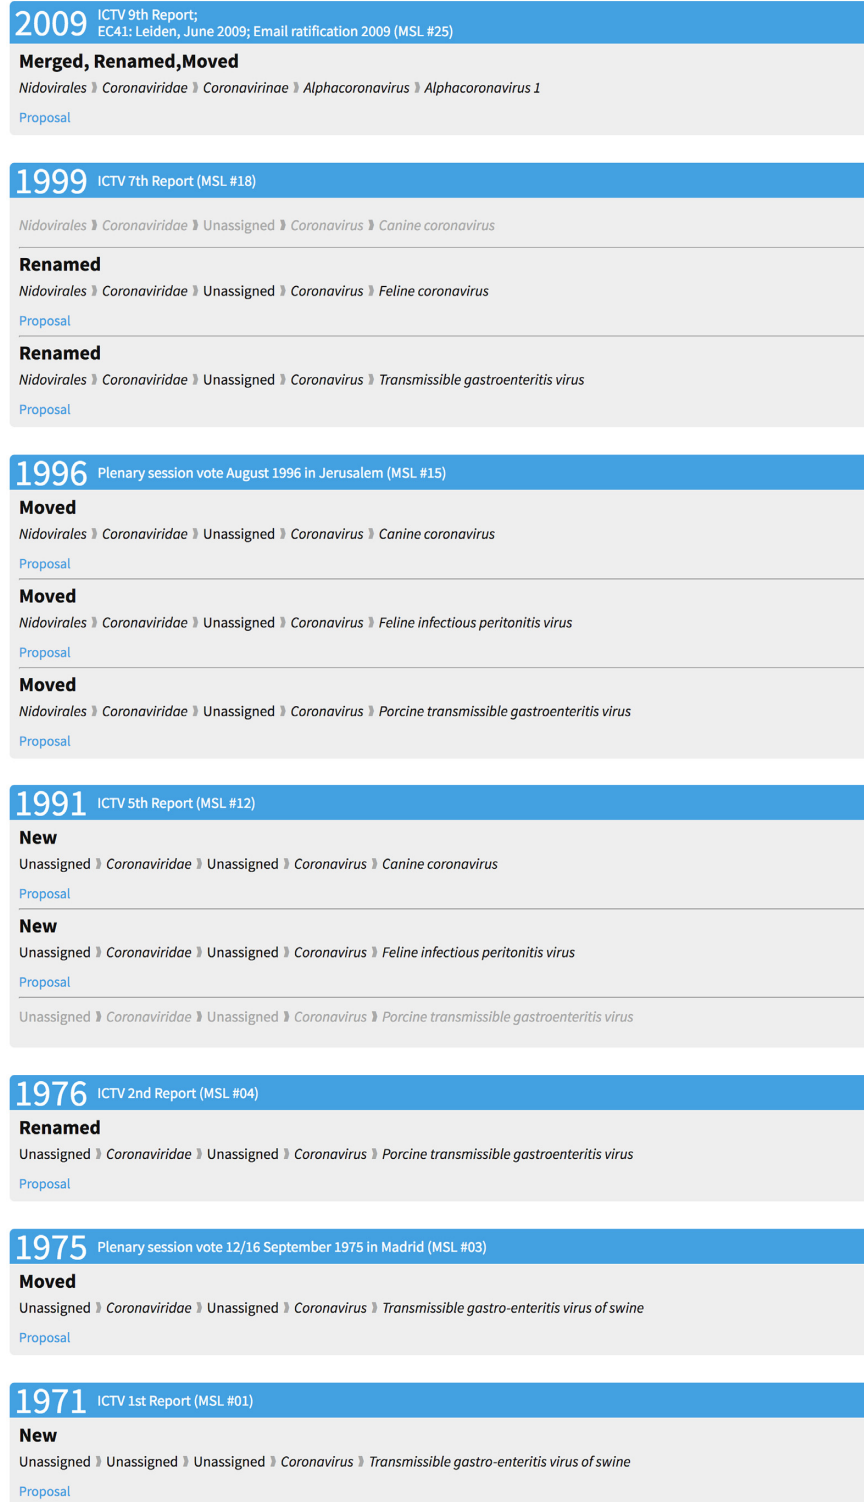 2009 ICTV 9th Report;
EC41: Leiden, June 2009; Email ratification 2009 (MSL #25)
Merged, Renamed,Moved
Nidovirales ⟫ Coronaviridae ⟫ Coronavirinae ⟫ Alphacoronavirus ⟫ Alphacoronavirus 1
Proposal
1999 ICTV 7th Report (MSL #18)
Nidovirales ⟫ Coronaviridae ⟫ Unassigned ⟫ Coronavirus ⟫ Canine coronavirus
Renamed
Nidovirales ⟫ Coronaviridae ⟫ Unassigned ⟫ Coronavirus ⟫ Feline coronavirus
Proposal
Renamed
Nidovirales ⟫ Coronaviridae ⟫ Unassigned ⟫ Coronavirus ⟫ Transmissible gastroenteritis virus
Proposal
1996 Plenary session vote August 1996 in Jerusalem (MSL #15)
Moved
Nidovirales ⟫ Coronaviridae ⟫ Unassigned ⟫ Coronavirus ⟫ Canine coronavirus
Proposal
Moved
Nidovirales ⟫ Coronaviridae ⟫ Unassigned ⟫ Coronavirus ⟫ Feline infectious peritonitis virus
Proposal
Moved
Nidovirales ⟫ Coronaviridae ⟫ Unassigned ⟫ Coronavirus ⟫ Porcine transmissible gastroenteritis virus
Proposal
1991 ICTV 5th Report (MSL #12)
New
Unassigned ⟫ Coronaviridae ⟫ Unassigned ⟫ Coronavirus ⟫ Canine coronavirus
Proposal
New
Unassigned ⟫ Coronaviridae ⟫ Unassigned ⟫ Coronavirus ⟫ Feline infectious peritonitis virus
Proposal
Unassigned ⟫ Coronaviridae ⟫ Unassigned ⟫ Coronavirus ⟫ Porcine transmissible gastroenteritis virus
1976 ICTV 2nd Report (MSL #04)
Renamed
Unassigned ⟫ Coronaviridae ⟫ Unassigned ⟫ Coronavirus ⟫ Porcine transmissible gastroenteritis virus
Proposal
1975 Plenary session vote 12/16 September 1975 in Madrid (MSL #03)
Moved
Unassigned ⟫ Coronaviridae ⟫ Unassigned ⟫ Coronavirus ⟫ Transmissible gastro-enteritis virus of swine
Proposal
1971 ICTV 1st Report (MSL #01)
New
Unassigned ⟫ Unassigned ⟫ Unassigned ⟫ Coronavirus ⟫ Transmissible gastro-enteritis virus of swine
Proposal